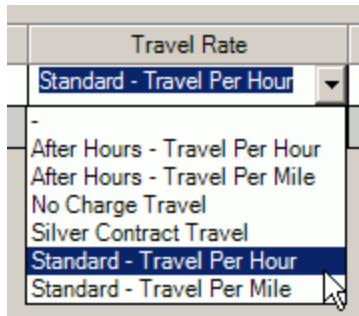 Travel Rate
Standard - Travel Per Hour
-
After Hours - Travel Per Hour
After Hours - Travel Per Mile
No Charge Travel
Silver Contract Travel
Standard - Travel Per Hour
Standard - Travel Per Mile